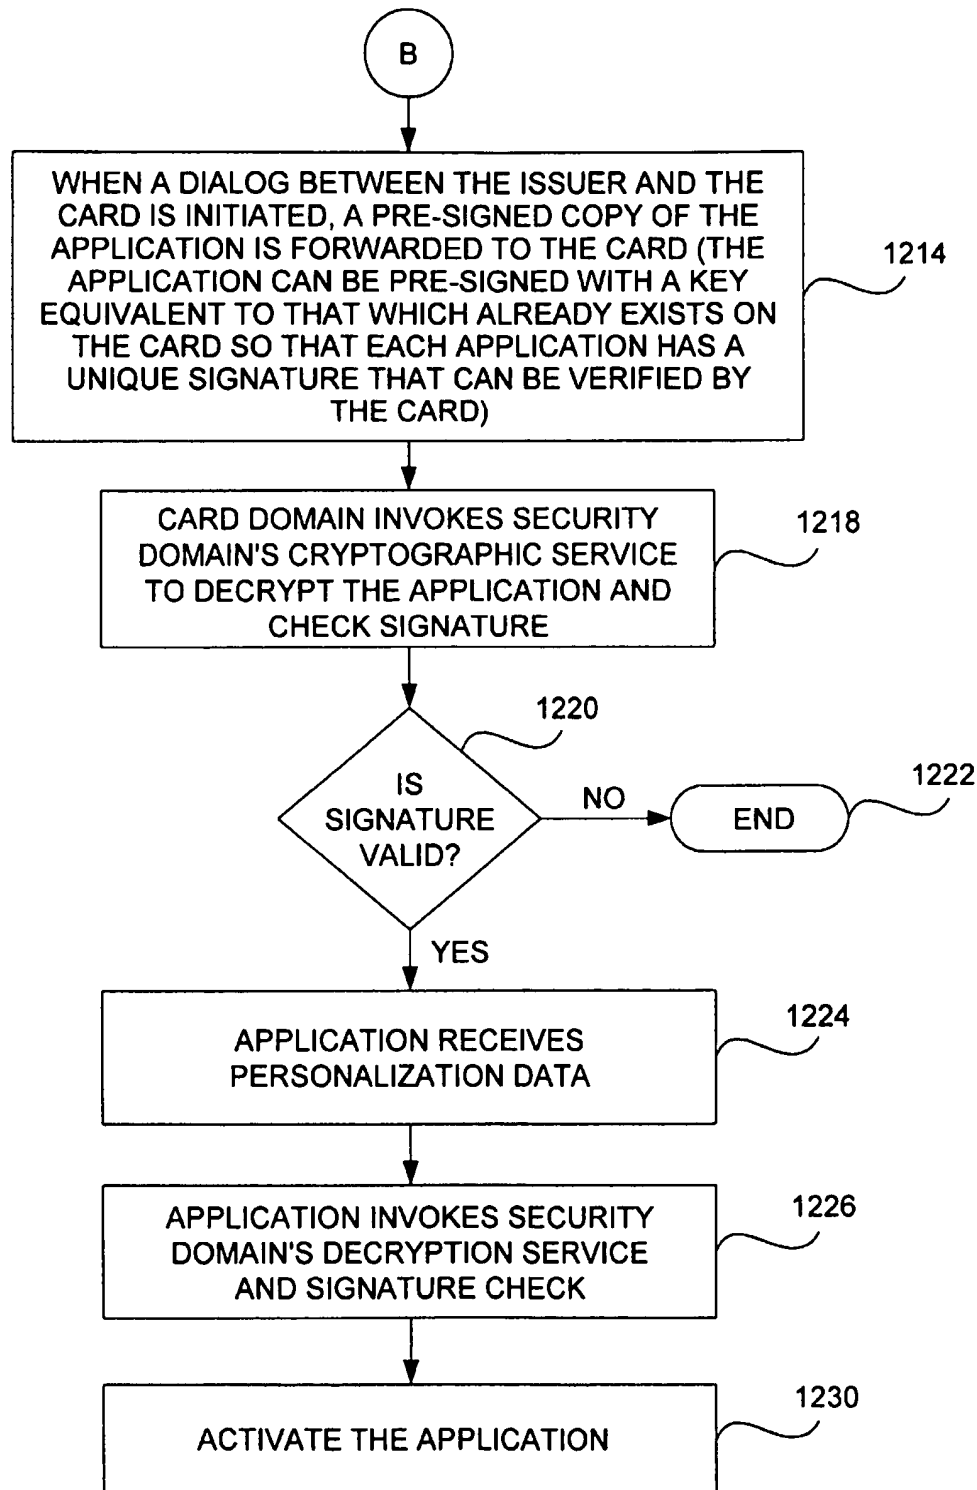 B
WHEN A DIALOG BETWEEN THE ISSUER AND THE
CARD IS INITIATED, A PRE-SIGNED COPY OF THE
APPLICATION IS FORWARDED TO THE CARD (THE
APPLICATION CAN BE PRE-SIGNED WITH A KEY
EQUIVALENT TO THAT WHICH ALREADY EXISTS ON
THE CARD SO THAT EACH APPLICATION HAS A
UNIQUE SIGNATURE THAT CAN BE VERIFIED BY
THE CARD)
1214
CARD DOMAIN INVOKES SECURITY
DOMAIN'S CRYPTOGRAPHIC SERVICE
TO DECRYPT THE APPLICATION AND
CHECK SIGNATURE
1218
IS
SIGNATURE
VALID?
1220
NO
END
1222
YES
APPLICATION RECEIVES
PERSONALIZATION DATA
1224
APPLICATION INVOKES SECURITY
DOMAIN'S DECRYPTION SERVICE
AND SIGNATURE CHECK
1226
ACTIVATE THE APPLICATION
1230